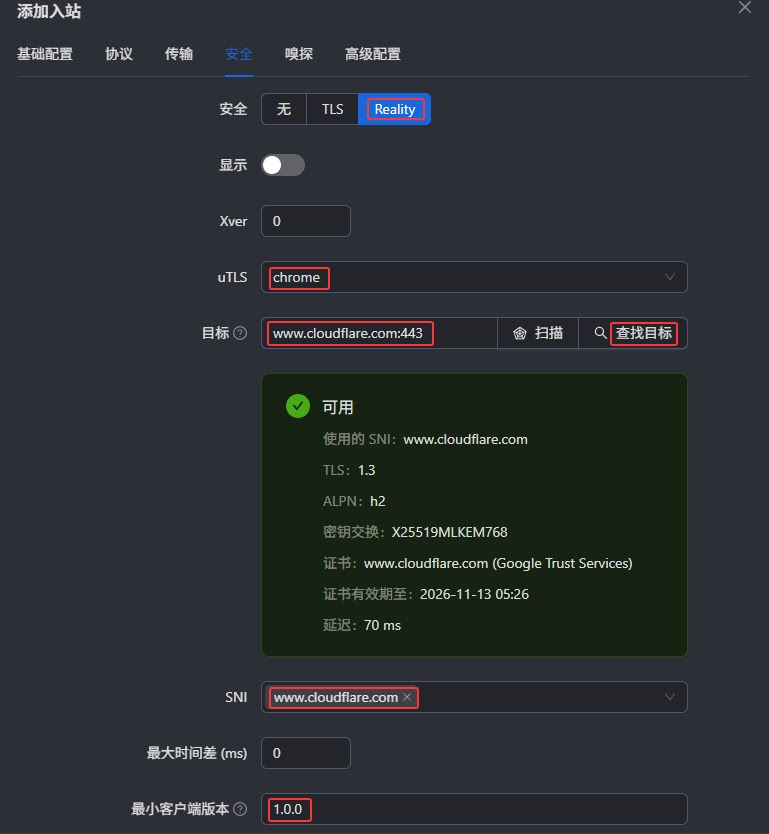 添加入站
基础配置 协议 传输 安全 嗅探 高级配置
安全 无 TLS Reality
显示
Xver 0
uTLS chrome
目标 www.cloudflare.com:443 扫描 查找目标
可用
使用的 SNI: www.cloudflare.com
TLS: 1.3
ALPN: h2
密钥交换: X25519MLKEM768
证书: www.cloudflare.com (Google Trust Services)
证书有效期至: 2026-11-13 05:26
延迟: 70 ms
SNI www.cloudflare.com
最大时间差 (ms) 0
最小客户端版本 1.0.0